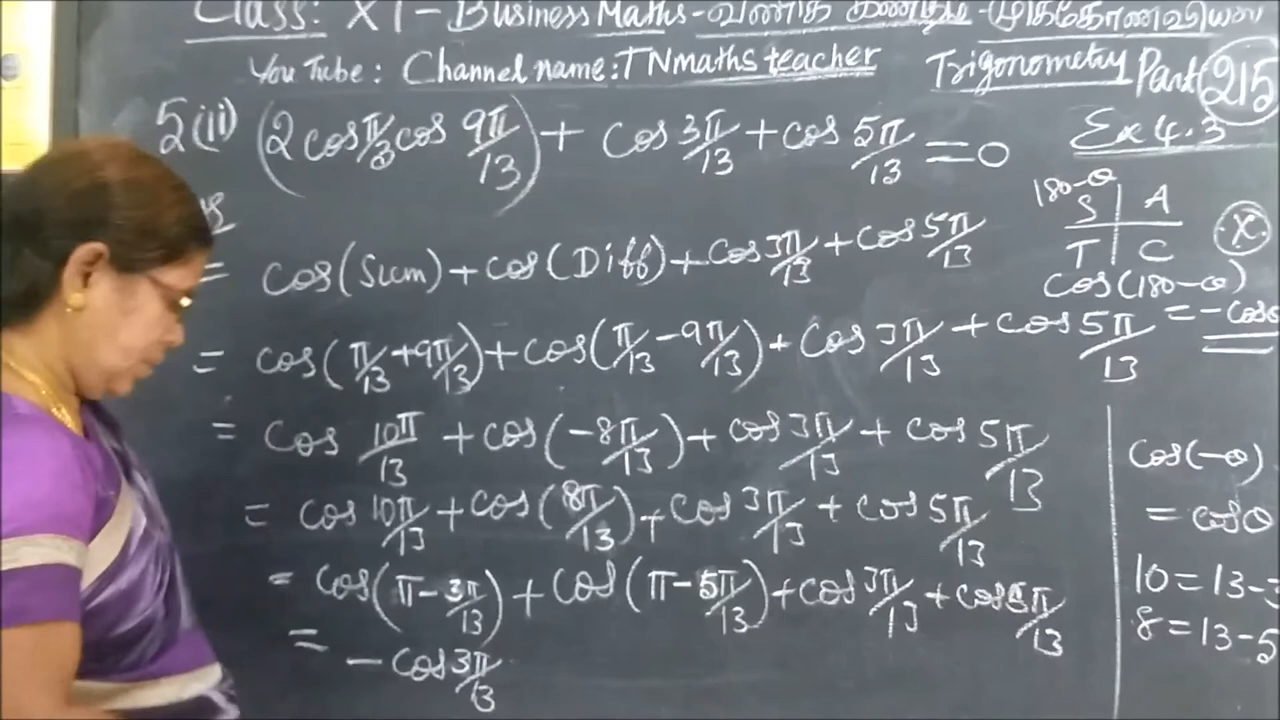 Class: XI - Business Maths - வணிக கணிதம் -
YouTube: Channel name: TNmaths teacher Trigonometry Part 215
5(ii) (2 cos π/13 cos 9π/13) + cos 3π/13 + cos 5π/13 = 0 Ex 4.3
180-θ
S A
T C
= cos(Sum) + cos(Diff) + cos 3π/13 + cos 5π/13
cos(180-θ)
= -cosθ
= cos(π/13 + 9π/13) + cos(π/13 - 9π/13) + cos 3π/13 + cos 5π/13
= cos 10π/13 + cos(-8π/13) + cos 3π/13 + cos 5π/13
cos(-θ)
= cosθ
= cos 10π/13 + cos(8π/13) + cos 3π/13 + cos 5π/13
10 = 13-3
8 = 13-5
= cos(π - 3π/13) + cos(π - 5π/13) + cos 3π/13 + cos 5π/13
= - cos 3π/13